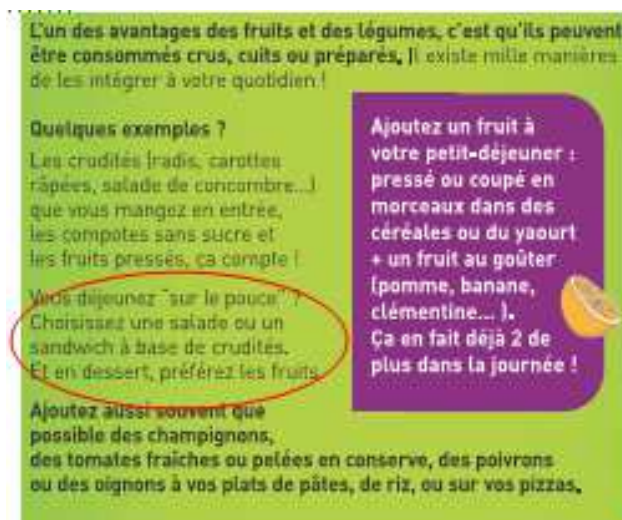 L'un des avantages des fruits et des légumes, c'est qu'ils peuvent
être consommés crus, cuits ou préparés. Il existe mille manières
de les intégrer à votre quotidien !
Quelques exemples ?
Les crudités (radis, carottes
râpées, salade de concombre...)
que vous mangez en entrée,
les compotes sans sucre et
les fruits pressés, ça compte !
Vous déjeunez "sur le pouce" ?
Choisissez une salade ou un
sandwich à base de crudités.
Et en dessert, préférez les fruits.
Ajoutez aussi souvent que
possible des champignons,
des tomates fraîches ou pelées en conserve, des poivrons
ou des oignons à vos plats de pâtes, de riz, ou sur vos pizzas.
Ajoutez un fruit à
votre petit-déjeuner :
pressé ou coupé en
morceaux dans des
céréales ou du yaourt
+ un fruit au goûter
(pomme, banane,
clémentine... ).
Ça en fait déjà 2 de
plus dans la journée !